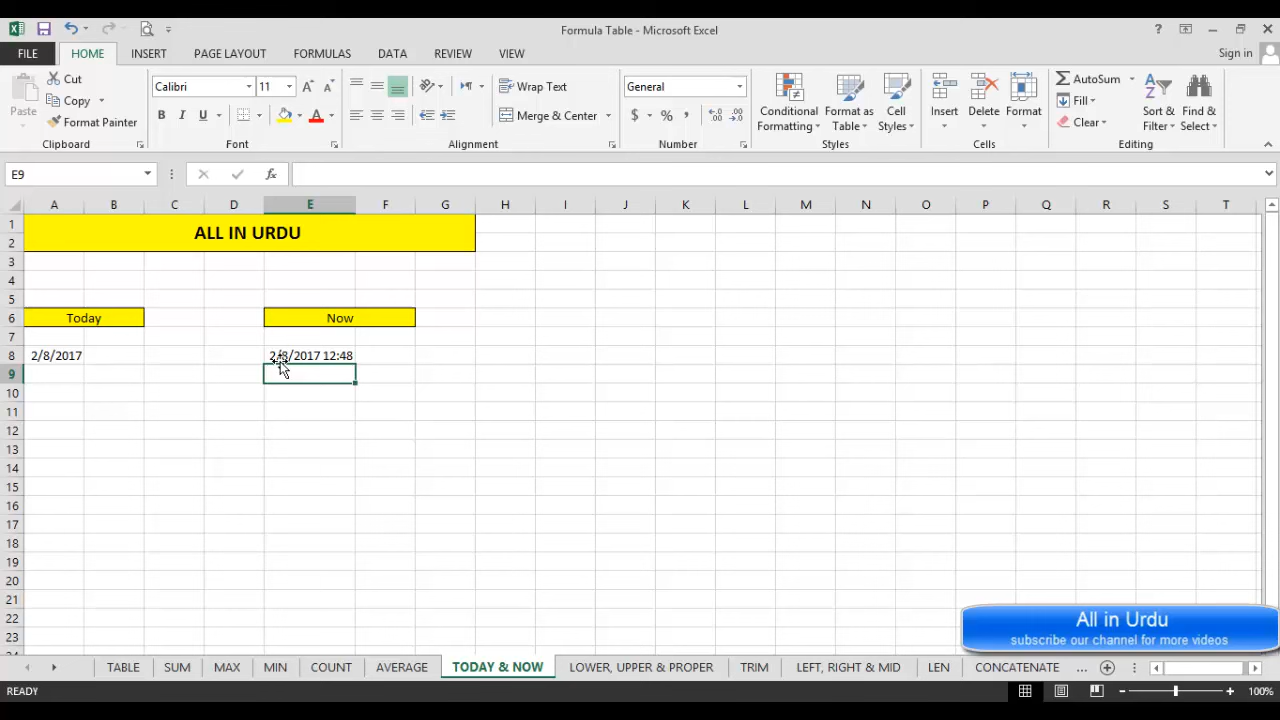 Formula Table - Microsoft Excel
FILE HOME INSERT PAGE LAYOUT FORMULAS DATA REVIEW VIEW Sign in
Paste Cut Copy Format Painter
Calibri 11
B I U A
Wrap Text
Merge & Center
General
$ % ,
Conditional Formatting Format as Table Cell Styles
Insert Delete Format
AutoSum Fill Clear
Sort & Filter Find & Select
Clipboard Font Alignment Number Styles Cells Editing
E9 fx
A B C D E F G H I J K L M N O P Q R S T
1 ALL IN URDU
2
3
4
5
6 Today Now
7
8 2/8/2017 2/8/2017 12:48
9
10
11
12
13
14
15
16
17
18
19
20
21
22
23
All in Urdu
subscribe our channel for more videos
TABLE SUM MAX MIN COUNT AVERAGE TODAY & NOW LOWER, UPPER & PROPER TRIM LEFT, RIGHT & MID LEN CONCATENATE ...
READY 100%